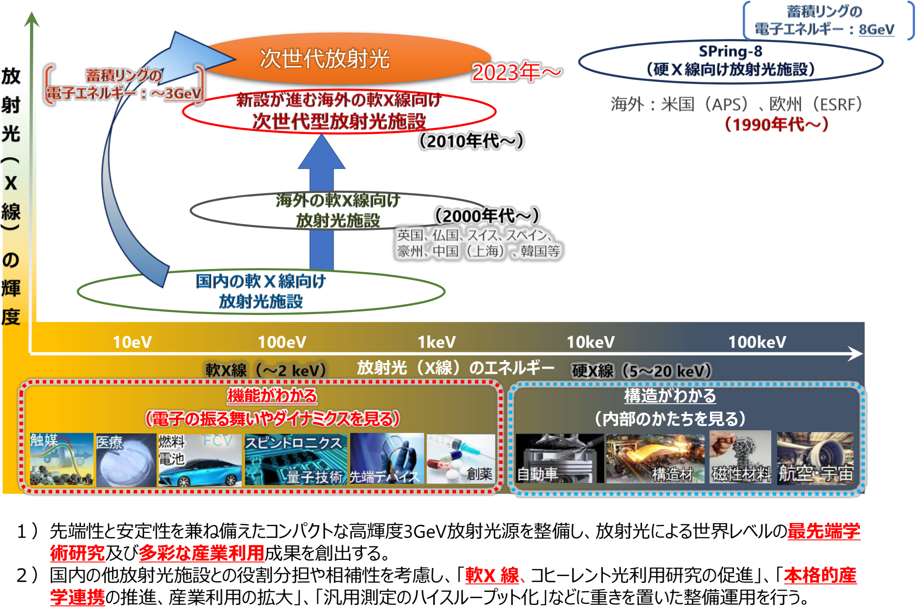 蓄積リングの
電子エネルギー：8GeV
次世代放射光
2023年～
SPring-8
（硬Ｘ線向け放射光施設）
蓄積リングの
電子エネルギー：～3GeV
新設が進む海外の軟X線向け
次世代型放射光施設
（2010年代～）
海外：米国（APS）、欧州（ESRF）
（1990年代～）
放射光（X線）の輝度
海外の軟X線向け
放射光施設
（2000年代～）
英国、仏国、スイス、スペイン、
豪州、中国（上海）、韓国等
国内の軟Ｘ線向け
放射光施設
10eV 100eV 1keV 10keV 100keV
軟X線（～2 keV） 放射光（X線）のエネルギー 硬X線（5～20 keV）
機能がわかる
（電子の振る舞いやダイナミクスを見る）
構造がわかる
（内部のかたちを見る）
触媒 医療 燃料電池 FCV スピントロニクス 量子技術 先端デバイス 創薬
自動車 構造材 磁性材料 航空・宇宙
１）先端性と安定性を兼ね備えたコンパクトな高輝度3GeV放射光源を整備し、放射光による世界レベルの最先端学
術研究及び多彩な産業利用成果を創出する。
２）国内の他放射光施設との役割分担や相補性を考慮し、「軟X 線、コヒーレント光利用研究の促進」、「本格的産
学連携の推進、産業利用の拡大」、「汎用測定のハイスループット化」などに重きを置いた整備運用を行う。